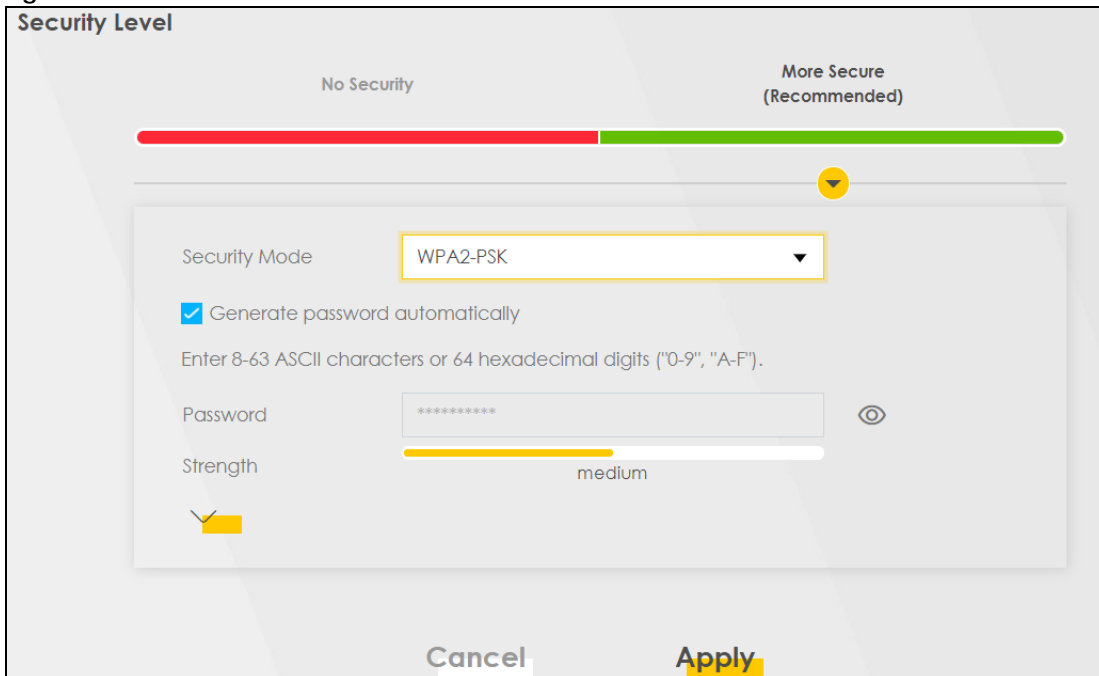 Security Level
No Security
More Secure
(Recommended)
Security Mode
WPA2-PSK
Generate password automatically
Enter 8-63 ASCII characters or 64 hexadecimal digits ("0-9", "A-F").
Password
**********
Strength
medium
Cancel
Apply